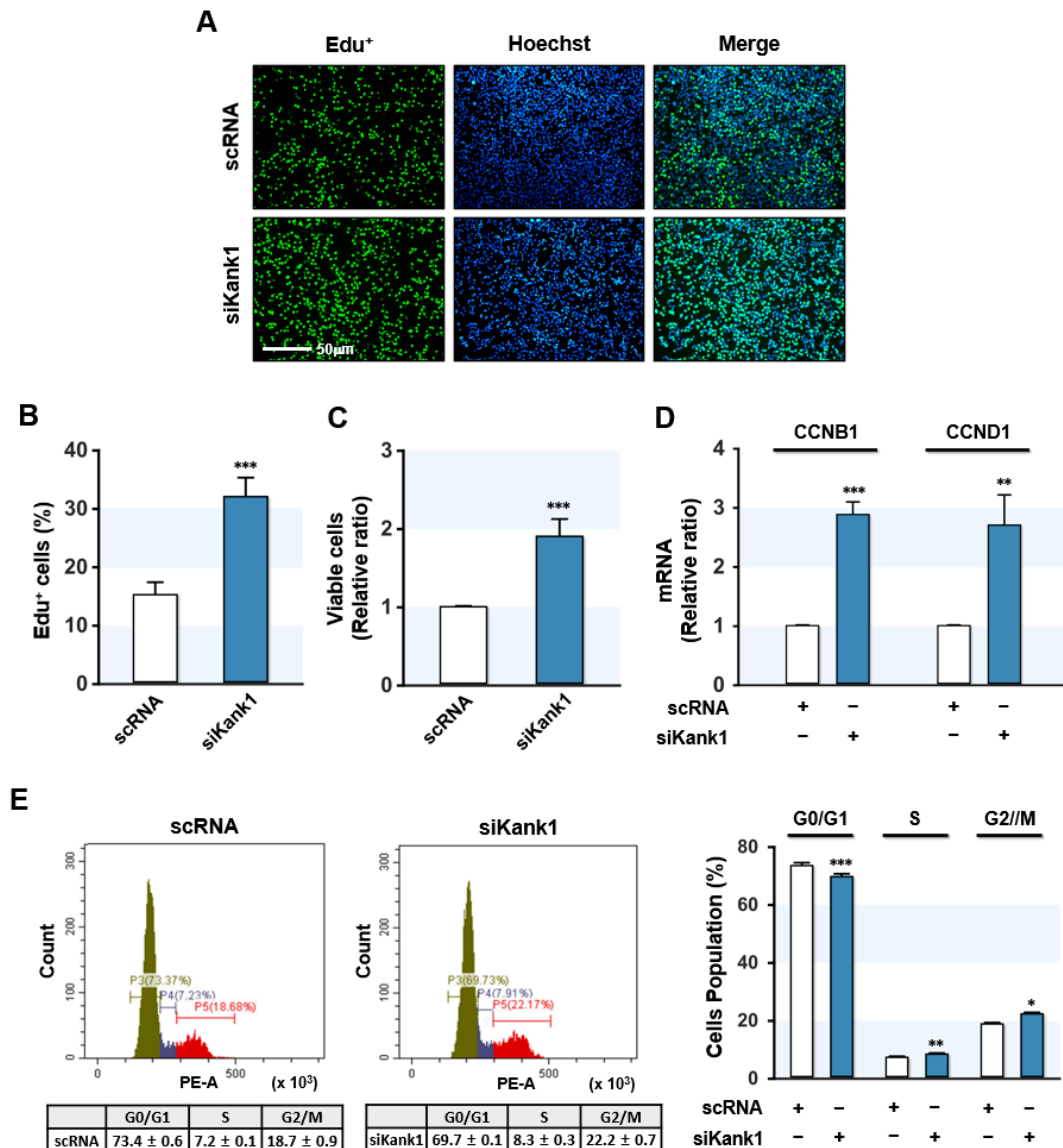 A
Edu⁺ Hoechst Merge
scRNA
siKank1
50μm
B
Edu⁺ cells (%)
40
30
20
10
0
***
scRNA siKank1
C
Viable cells
(Relative ratio)
3
2
1
0
***
scRNA siKank1
D
CCNB1 CCND1
mRNA
(Relative ratio)
4
3
2
1
0
*** **
scRNA + – + –
siKank1 – + – +
E
scRNA
Count
300
200
100
0
P3(73.37%)
P4(7.23%)
P5(18.68%)
0 500
PE-A (x 10³)
G0/G1 S G2/M
scRNA 73.4 ± 0.6 7.2 ± 0.1 18.7 ± 0.9
siKank1
Count
300
200
100
0
P3(69.73%)
P4(7.91%)
P5(22.17%)
0 500
PE-A (x 10³)
G0/G1 S G2/M
siKank1 69.7 ± 0.1 8.3 ± 0.3 22.2 ± 0.7
G0/G1 S G2//M
Cells Population (%)
80
60
40
20
0
*** ** *
scRNA + – + – + –
siKank1 – + – + – +